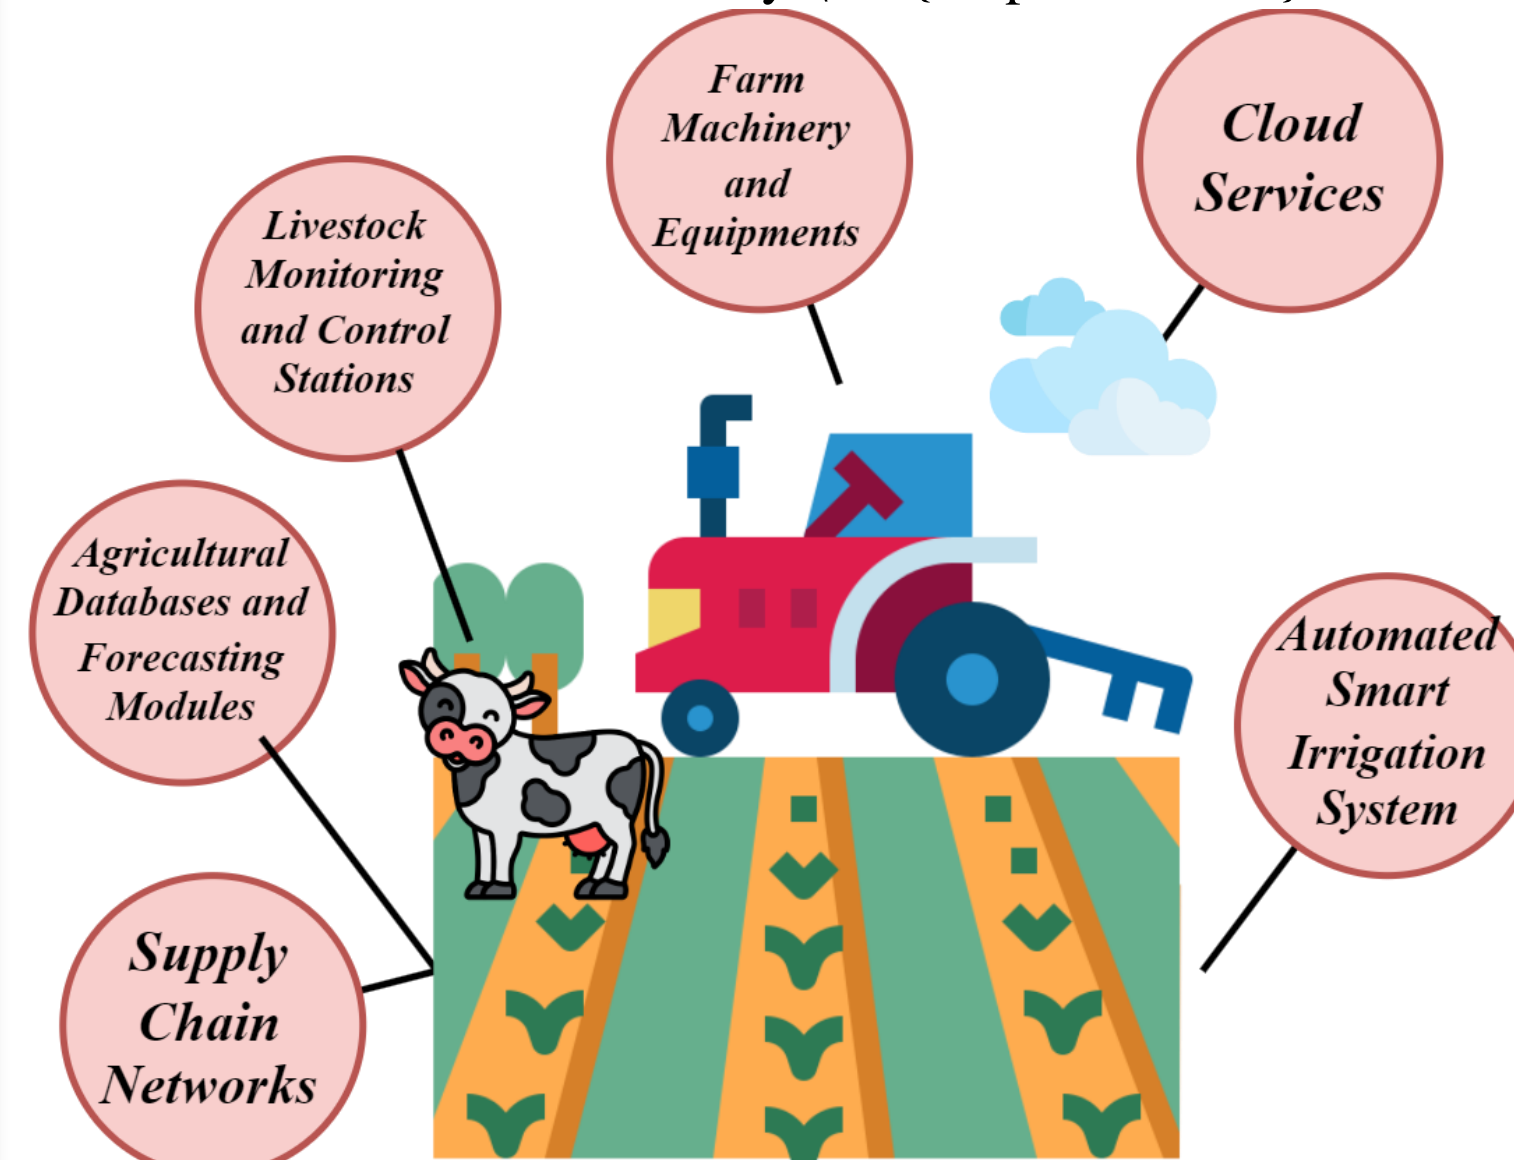 Farm
Machinery
and
Equipments
Cloud
Services
Livestock
Monitoring
and Control
Stations
Agricultural
Databases and
Forecasting
Modules
Automated
Smart
Irrigation
System
Supply
Chain
Networks